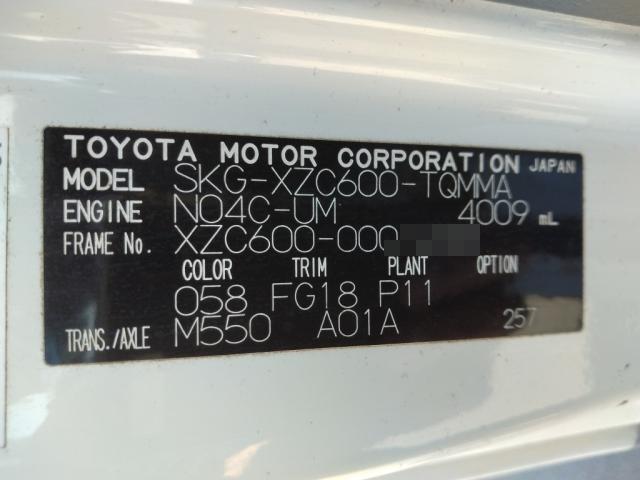 TOYOTA MOTOR CORPORATION JAPAN
MODEL SKG-XZC600-TQMMA
ENGINE N04C-UM 4009 mL
FRAME No. XZC600-000
COLOR TRIM PLANT OPTION
058 FG18 P11
TRANS./AXLE M550 A01A 257